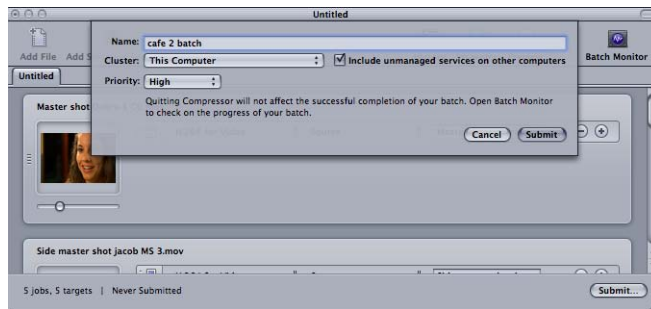 Untitled
Name: cafe 2 batch
Add File Add S
Cluster: This Computer Include unmanaged services on other computers
Batch Monitor
Untitled
Priority: High
Master shot
Quitting Compressor will not affect the successful completion of your batch. Open Batch Monitor
to check on the progress of your batch.
Cancel Submit
Side master shot jacob MS 3.mov
5 jobs, 5 targets | Never Submitted
Submit...